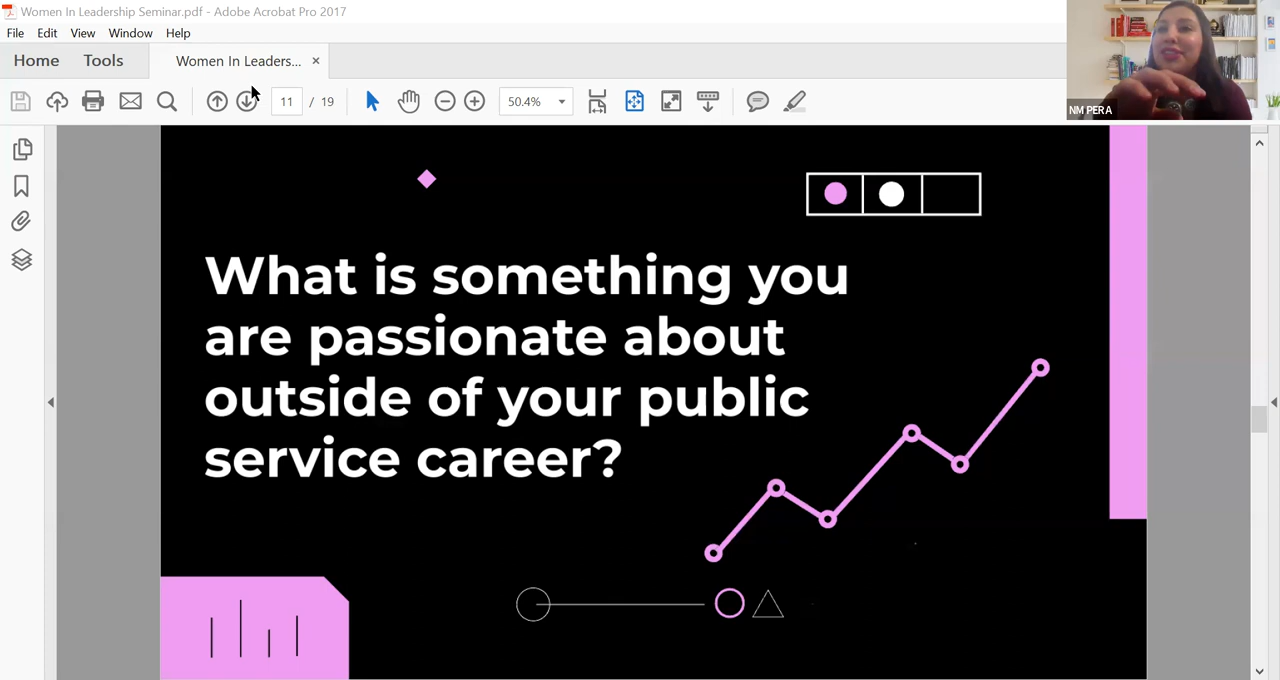 Women In Leadership Seminar.pdf - Adobe Acrobat Pro 2017
File Edit View Window Help
Home Tools Women In Leaders... ×
11 / 19 50.4%
NM PERA
What is something you
are passionate about
outside of your public
service career?